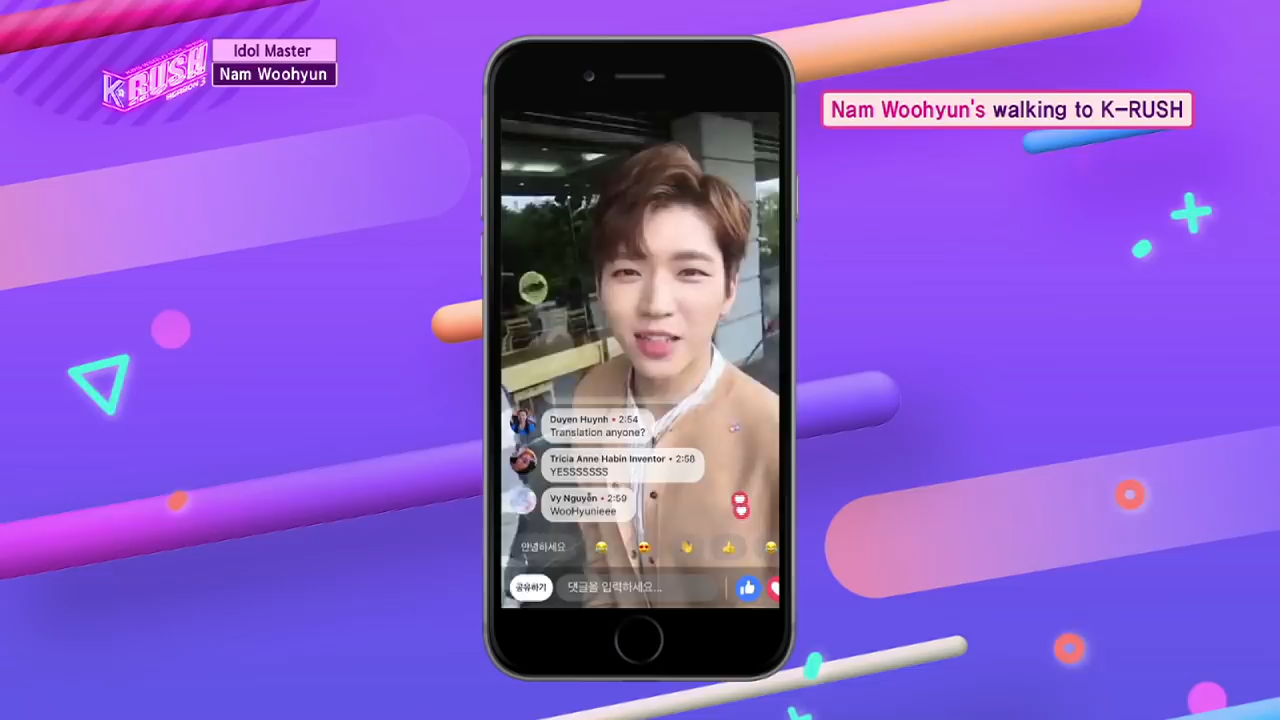 K-RUSH
SEASON 3
Idol Master
Nam Woohyun
Nam Woohyun's walking to K-RUSH
Duyen Huynh • 2:54
Translation anyone?
Tricia Anne Habin Inventor • 2:58
YESSSSSSS
Vy Nguyễn • 2:59
WooHyunieee
안녕하세요
공유하기
댓글을 입력하세요...